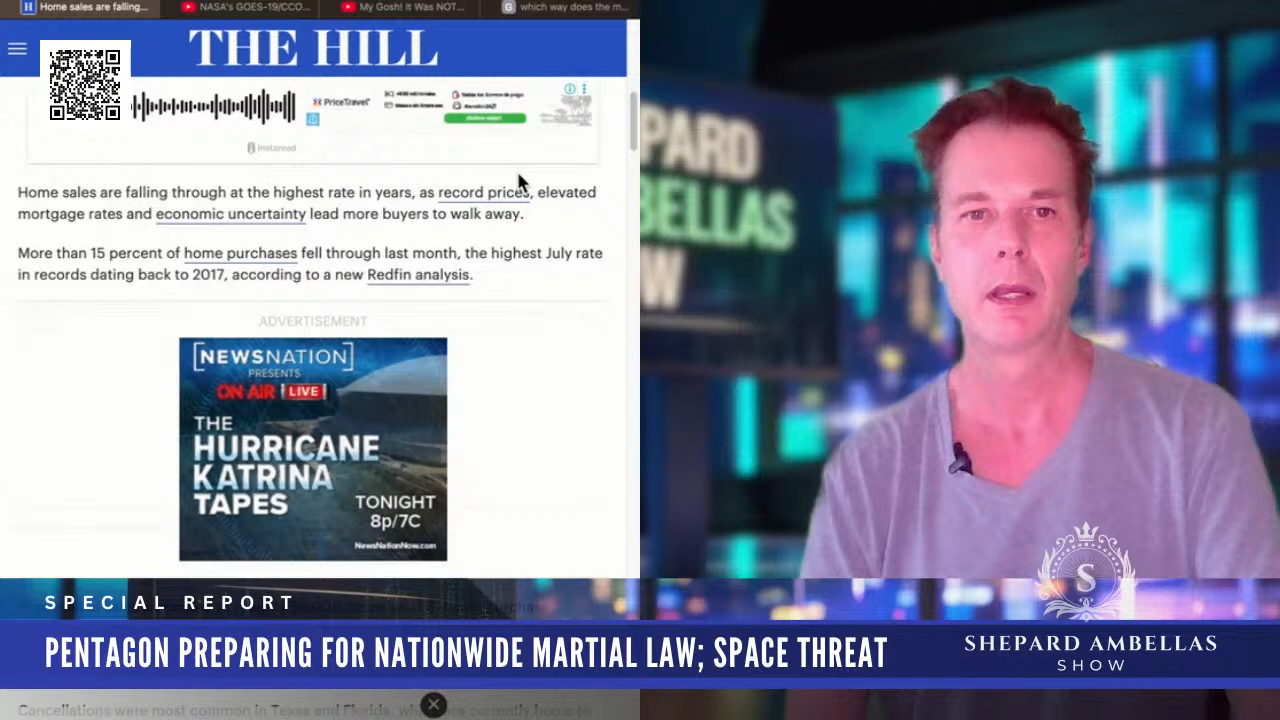 Home sales are falling...
NASA's GOES-19/CCO...
My Gosh! It Was NOT...
which way does the m...
THE HILL
PriceTravel
Instaread
Home sales are falling through at the highest rate in years, as record prices, elevated
mortgage rates and economic uncertainty lead more buyers to walk away.
More than 15 percent of home purchases fell through last month, the highest July rate
in records dating back to 2017, according to a new Redfin analysis.
ADVERTISEMENT
[NEWSNATION]
PRESENTS
ON AIR LIVE
THE
HURRICANE
KATRINA
TAPES
TONIGHT
8p/7C
NewsNationNow.com
PARD
BELLAS
W
SPECIAL REPORT
PENTAGON PREPARING FOR NATIONWIDE MARTIAL LAW; SPACE THREAT
S
SHEPARD AMBELLAS
SHOW
Cancellations were most common in Texas and Florida,